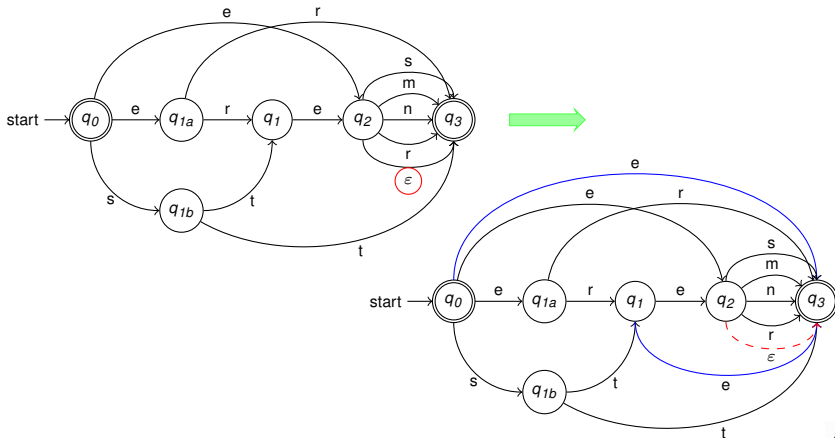 e r
s
m
start q0 e q1a r q1 e q2 n q3
r
ε
s q1b t
t
e
e r
s
m
start q0 e q1a r q1 e q2 n q3
r
ε
s t e
q1b
t